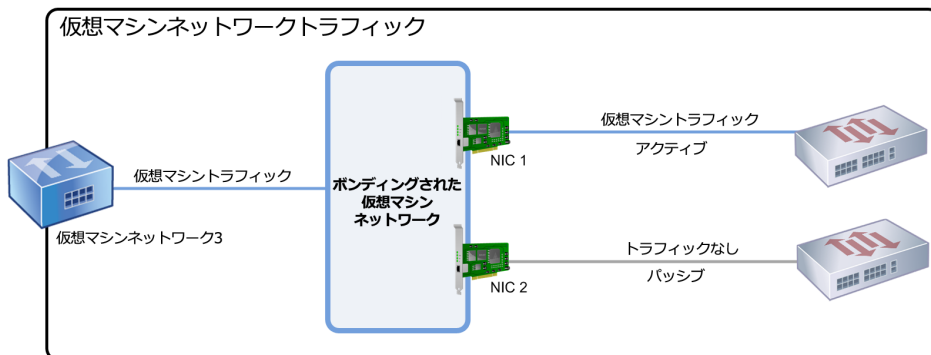 仮想マシンネットワークトラフィック
仮想マシントラフィック
アクティブ
NIC 1
仮想マシントラフィック
ボンディングされた
仮想マシン
ネットワーク
仮想マシンネットワーク3
トラフィックなし
パッシブ
NIC 2